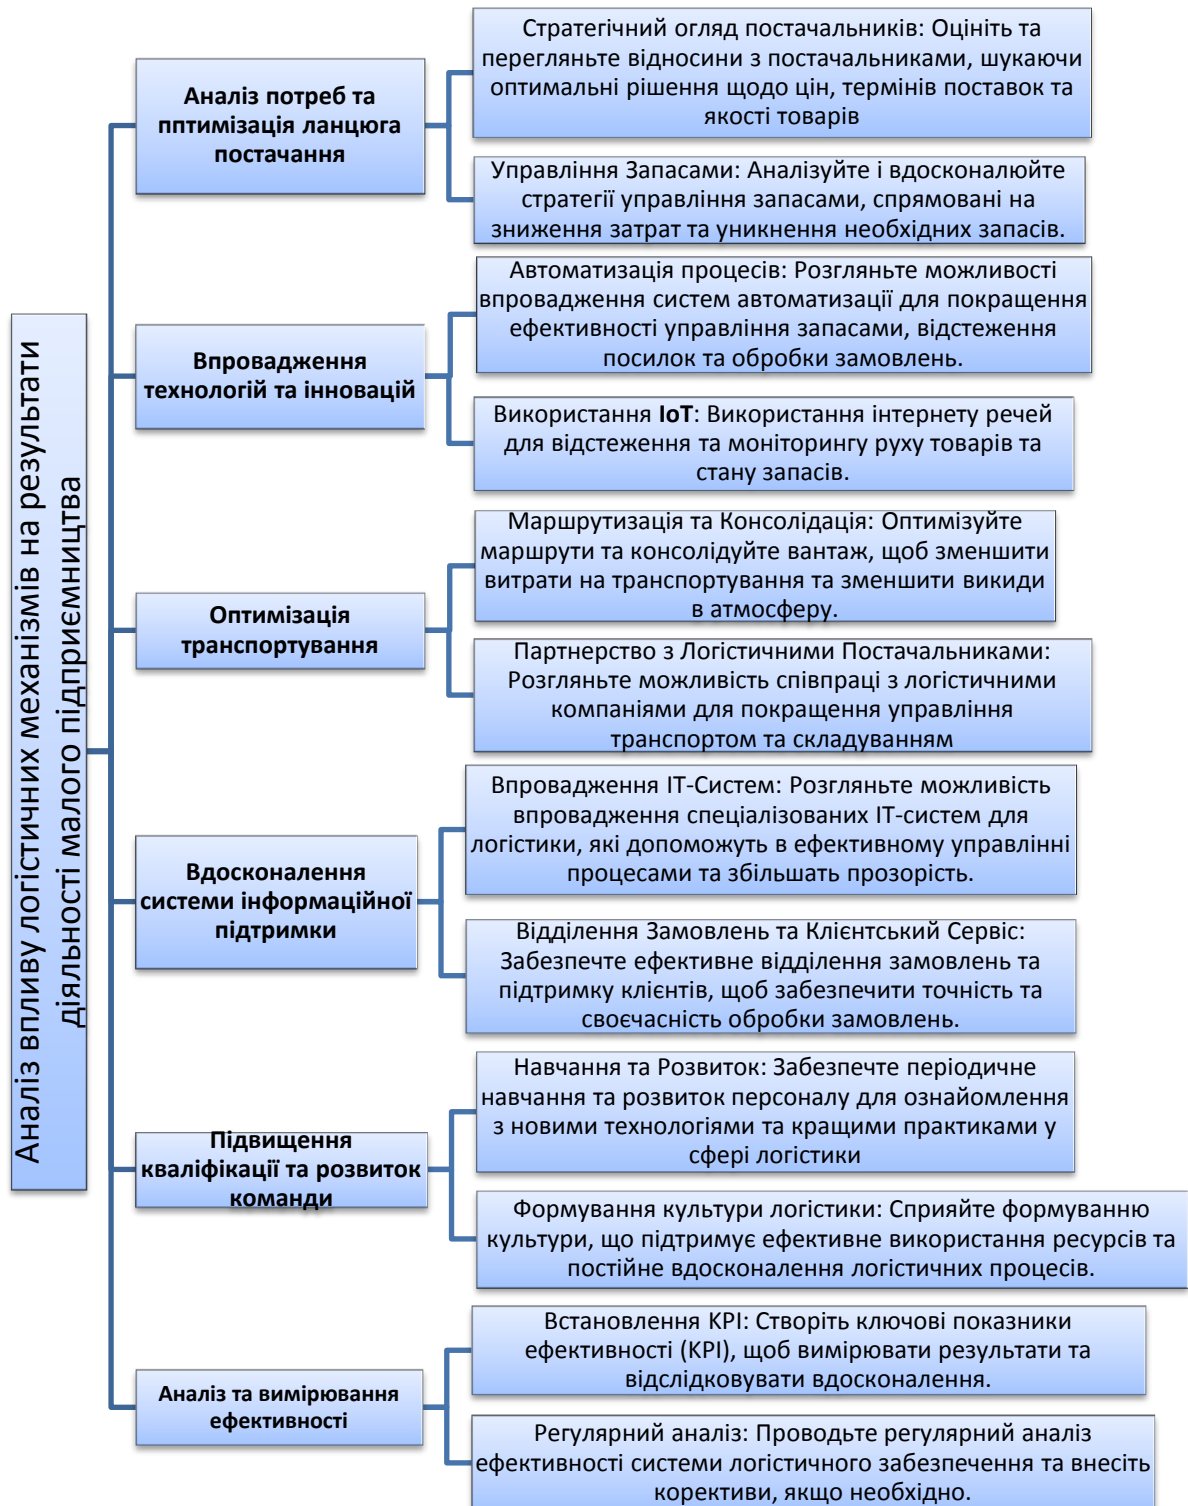 Аналіз впливу логістичних механізмів на результати
діяльності малого підприємництва
Аналіз потреб та
пптимізація ланцюга
постачання
Стратегічний огляд постачальників: Оцініть та
перегляньте відносини з постачальниками, шукаючи
оптимальні рішення щодо цін, термінів поставок та
якості товарів
Управління Запасами: Аналізуйте і вдосконалюйте
стратегії управління запасами, спрямовані на
зниження затрат та уникнення необхідних запасів.
Впровадження
технологій та інновацій
Автоматизація процесів: Розгляньте можливості
впровадження систем автоматизації для покращення
ефективності управління запасами, відстеження
посилок та обробки замовлень.
Використання IoT: Використання інтернету речей
для відстеження та моніторингу руху товарів та
стану запасів.
Оптимізація
транспортування
Маршрутизація та Консолідація: Оптимізуйте
маршрути та консолідуйте вантаж, щоб зменшити
витрати на транспортування та зменшити викиди
в атмосферу.
Партнерство з Логістичними Постачальниками:
Розгляньте можливість співпраці з логістичними
компаніями для покращення управління
транспортом та складуванням
Вдосконалення
системи інформаційної
підтримки
Впровадження ІТ-Систем: Розгляньте можливість
впровадження спеціалізованих ІТ-систем для
логістики, які допоможуть в ефективному управлінні
процесами та збільшать прозорість.
Відділення Замовлень та Клієнтський Сервіс:
Забезпечте ефективне відділення замовлень та
підтримку клієнтів, щоб забезпечити точність та
своєчасність обробки замовлень.
Підвищення
кваліфікації та розвиток
команди
Навчання та Розвиток: Забезпечте періодичне
навчання та розвиток персоналу для ознайомлення
з новими технологіями та кращими практиками у
сфері логістики
Формування культури логістики: Сприяйте формуванню
культури, що підтримує ефективне використання ресурсів та
постійне вдосконалення логістичних процесів.
Аналіз та вимірювання
ефективності
Встановлення KPI: Створіть ключові показники
ефективності (KPI), щоб вимірювати результати та
відслідковувати вдосконалення.
Регулярний аналіз: Проводьте регулярний аналіз
ефективності системи логістичного забезпечення та внесіть
корективи, якщо необхідно.